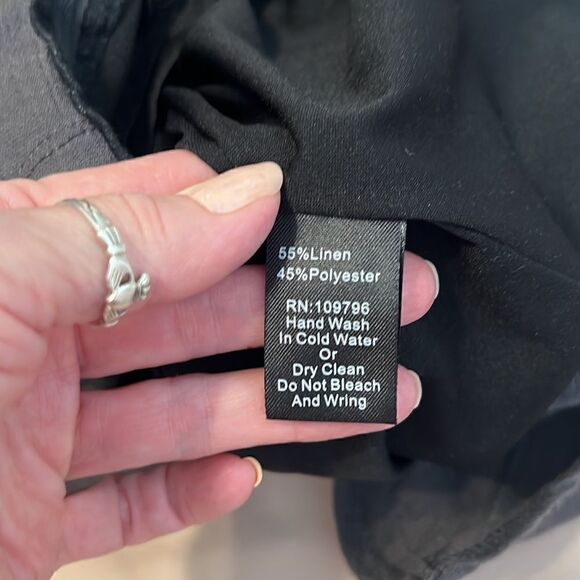 55%Linen
45%Polyester
RN:109796
Hand Wash
In Cold Water
Or
Dry Clean
Do Not Bleach
And Wring